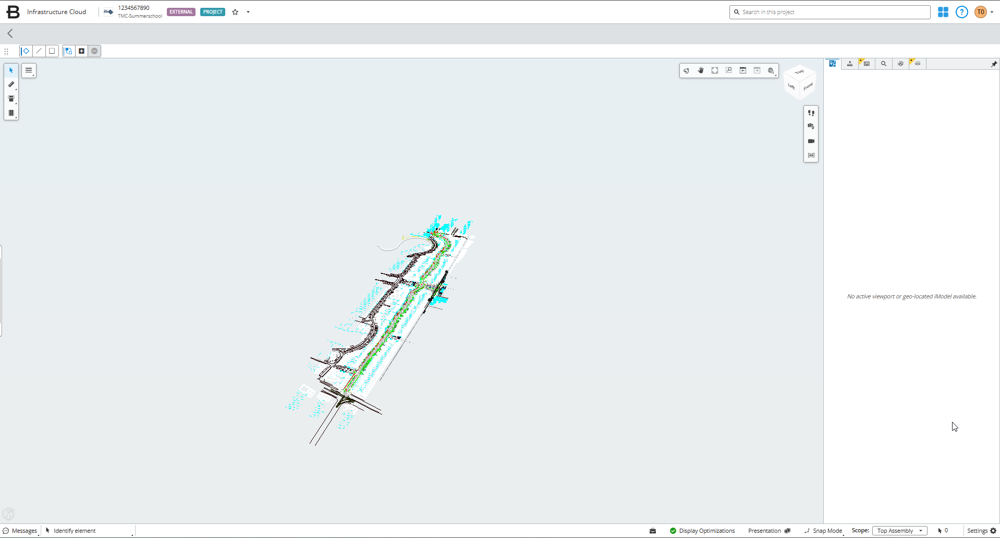 B Infrastructure Cloud
1234567890
TMC-Summerschool
EXTERNAL
PROJECT
Search in this project
?
T0
Top
Left
Front
No active viewport or geo-located iModel available.
Messages
Identify element
Display Optimizations
Presentation
Snap Mode
Scope:
Top Assembly
0
Settings